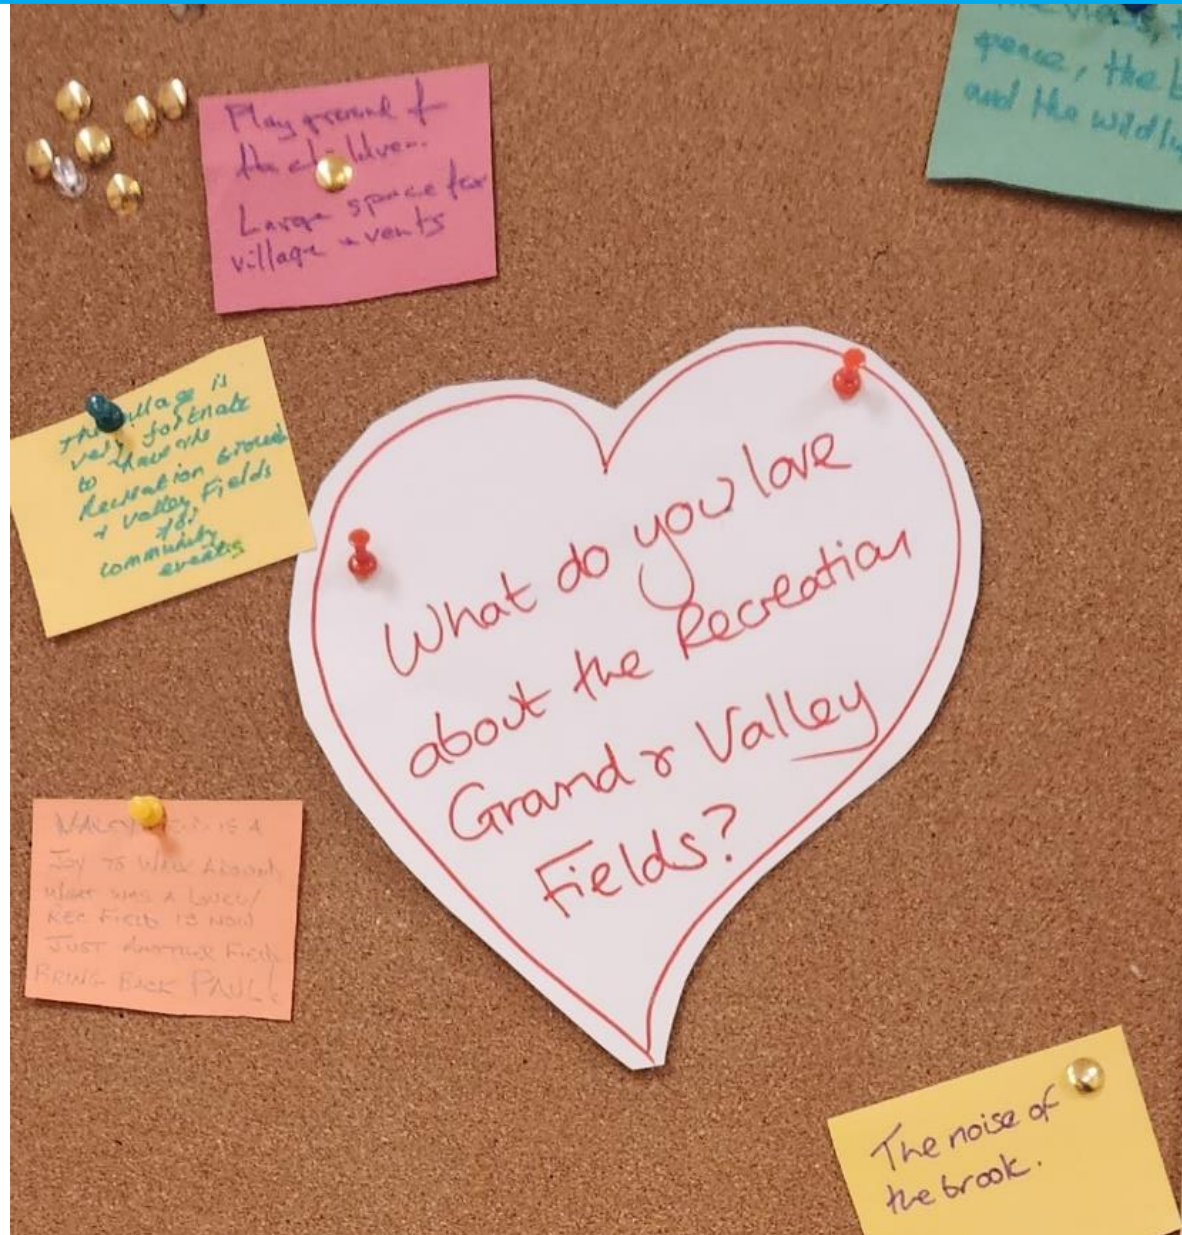 Play ground for
the children.
Large space for
village events
peace, the
and the wildli
The village is
very fortunate
to have the
Recreation Ground
& Valley Fields
for
community
events
What do you love
about the Recreation
Grand & Valley
Fields?
IS A
Joy to Walk Around,
What was a loved/
Rec Field is now
Just Another Field
Bring Back Paul!
The noise of
the brook.